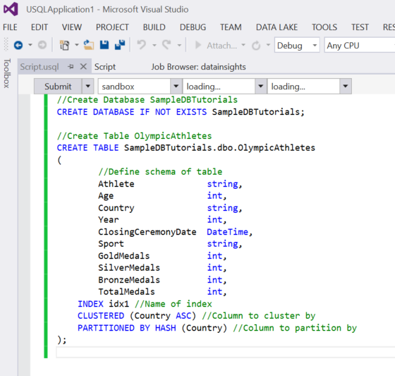 USQLApplication1 - Microsoft Visual Studio
FILE EDIT VIEW PROJECT BUILD DEBUG TEAM DATA LAKE TOOLS TEST RES
Attach... Debug Any CPU
Toolbox
Script.usql Script Job Browser: datainsights
Submit sandbox loading... loading...
//Create Database SampleDBTutorials
CREATE DATABASE IF NOT EXISTS SampleDBTutorials;
//Create Table OlympicAthletes
CREATE TABLE SampleDBTutorials.dbo.OlympicAthletes
(
//Define schema of table
Athlete string,
Age int,
Country string,
Year int,
ClosingCeremonyDate DateTime,
Sport string,
GoldMedals int,
SilverMedals int,
BronzeMedals int,
TotalMedals int,
INDEX idx1 //Name of index
CLUSTERED (Country ASC) //Column to cluster by
PARTITIONED BY HASH (Country) //Column to partition by
);